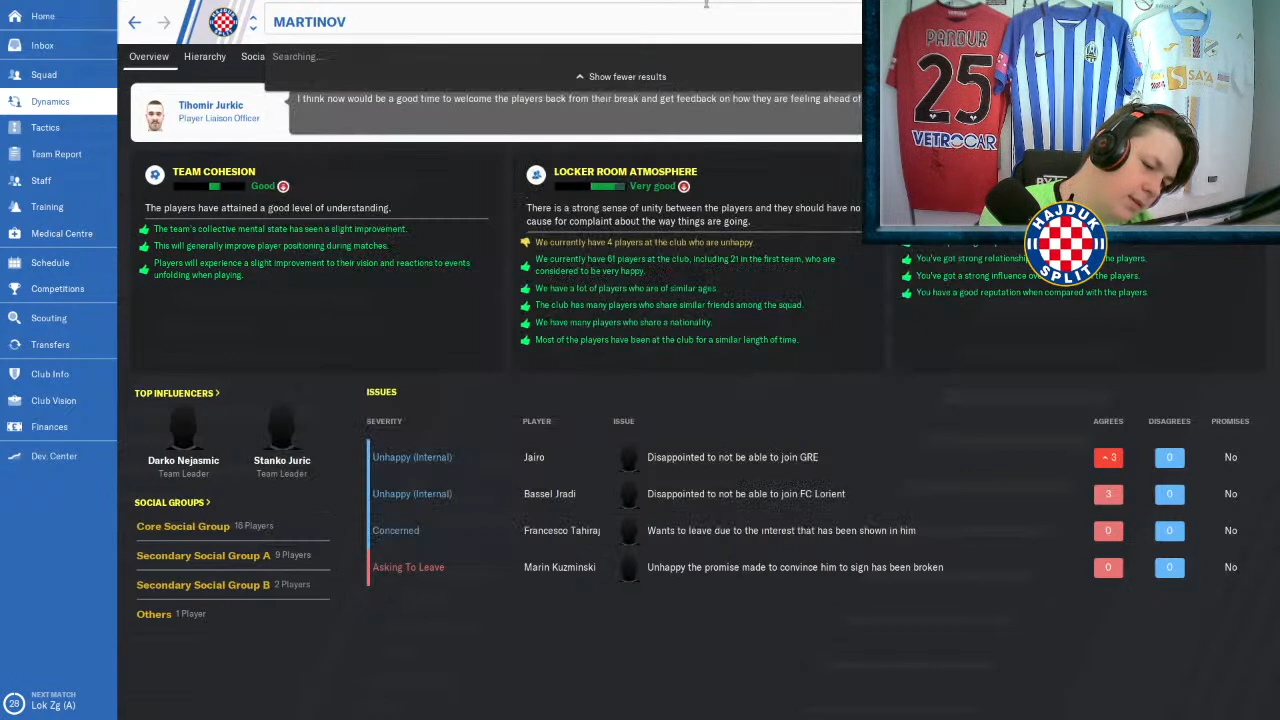 Home
Inbox
Squad
Dynamics
Tactics
Team Report
Staff
Training
Medical Centre
Schedule
Competitions
Scouting
Transfers
Club Info
Club Vision
Finances
Dev. Center
28
NEXT MATCH
Lok Zg (A)
MARTINOV
Overview
Hierarchy
Socia
Searching...
Show fewer results
Tihomir Jurkic
Player Liaison Officer
I think now would be a good time to welcome the players back from their break and get feedback on how they are feeling ahead of
TEAM COHESION
Good
The players have attained a good level of understanding.
The team's collective mental state has seen a slight improvement.
This will generally improve player positioning during matches.
Players will experience a slight improvement to their vision and reactions to events
unfolding when playing.
LOCKER ROOM ATMOSPHERE
Very good
There is a strong sense of unity between the players and they should have no
cause for complaint about the way things are going.
We currently have 4 players at the club who are unhappy.
We currently have 61 players at the club, including 21 in the first team, who are
considered to be very happy.
We have a lot of players who are of similar ages.
The club has many players who share similar friends among the squad.
We have many players who share a nationality.
Most of the players have been at the club for a similar length of time.
PANDUR
25
VETROCAR
SATA
HAJDUK
SPLIT
You've got strong relationsh the players.
You've got a strong influence ove the players.
You have a good reputation when compared with the players.
TOP INFLUENCERS >
Darko Nejasmic
Team Leader
Stanko Juric
Team Leader
SOCIAL GROUPS >
Core Social Group 16 Players
Secondary Social Group A 9 Players
Secondary Social Group B 2 Players
Others 1 Player
ISSUES
SEVERITY PLAYER ISSUE AGREES DISAGREES PROMISES
Unhappy (Internal) Jairo Disappointed to not be able to join GRE 3 0 No
Unhappy (Internal) Bassel Jradi Disappointed to not be able to join FC Lorient 3 0 No
Concerned Francesco Tahiraj Wants to leave due to the interest that has been shown in him 0 0 No
Asking To Leave Marin Kuzminski Unhappy the promise made to convince him to sign has been broken 0 0 No